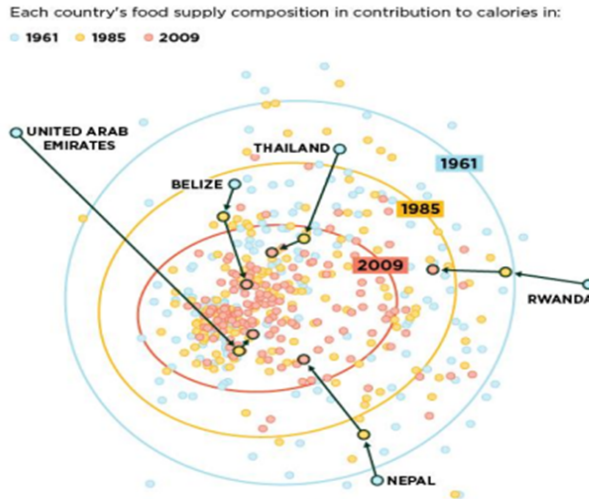 Each country's food supply composition in contribution to calories in:
1961 1985 2009
UNITED ARAB
EMIRATES
THAILAND
1961
BELIZE
1985
2009
RWANDA
NEPAL